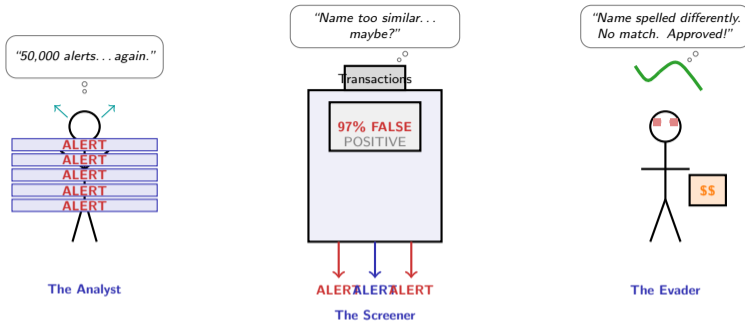 “50,000 alerts. . . again.”
ALERT
ALERT
ALERT
ALERT
ALERT
The Analyst
“Name too similar. . .
maybe?”
Transactions
97% FALSE
POSITIVE
ALERT
ALERT
ALERT
The Screener
“Name spelled differently.
No match. Approved!”
$$
The Evader